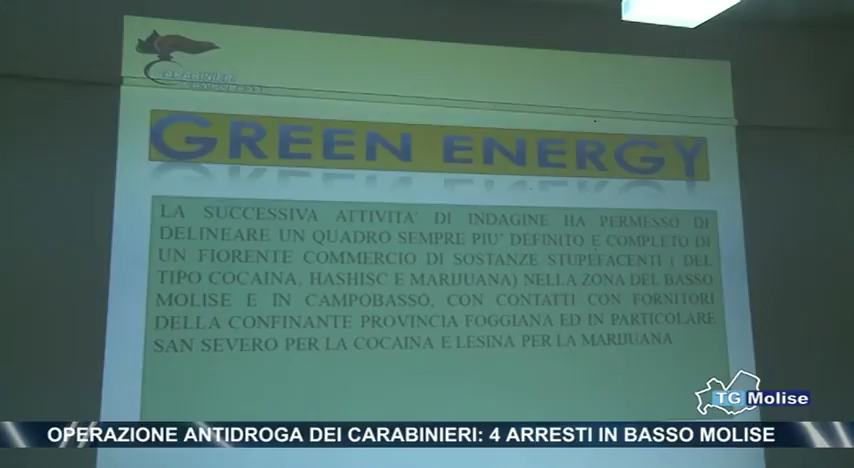 CARABINIERI
GREEN ENERGY
LA SUCCESSIVA ATTIVITA' DI INDAGINE HA PERMESSO DI
DELINEARE UN QUADRO SEMPRE PIU' DEFINITO E COMPLETO DI
UN FIORENTE COMMERCIO DI SOSTANZE STUPEFACENTI ( DEL
TIPO COCAINA, HASHISC E MARIJUANA) NELLA ZONA DEL BASSO
MOLISE E IN CAMPOBASSO, CON CONTATTI CON FORNITORI
DELLA CONFINANTE PROVINCIA FOGGIANA ED IN PARTICOLARE
SAN SEVERO PER LA COCAINA E LESINA PER LA MARIJUANA
TG Molise
OPERAZIONE ANTIDROGA DEI CARABINIERI: 4 ARRESTI IN BASSO MOLISE